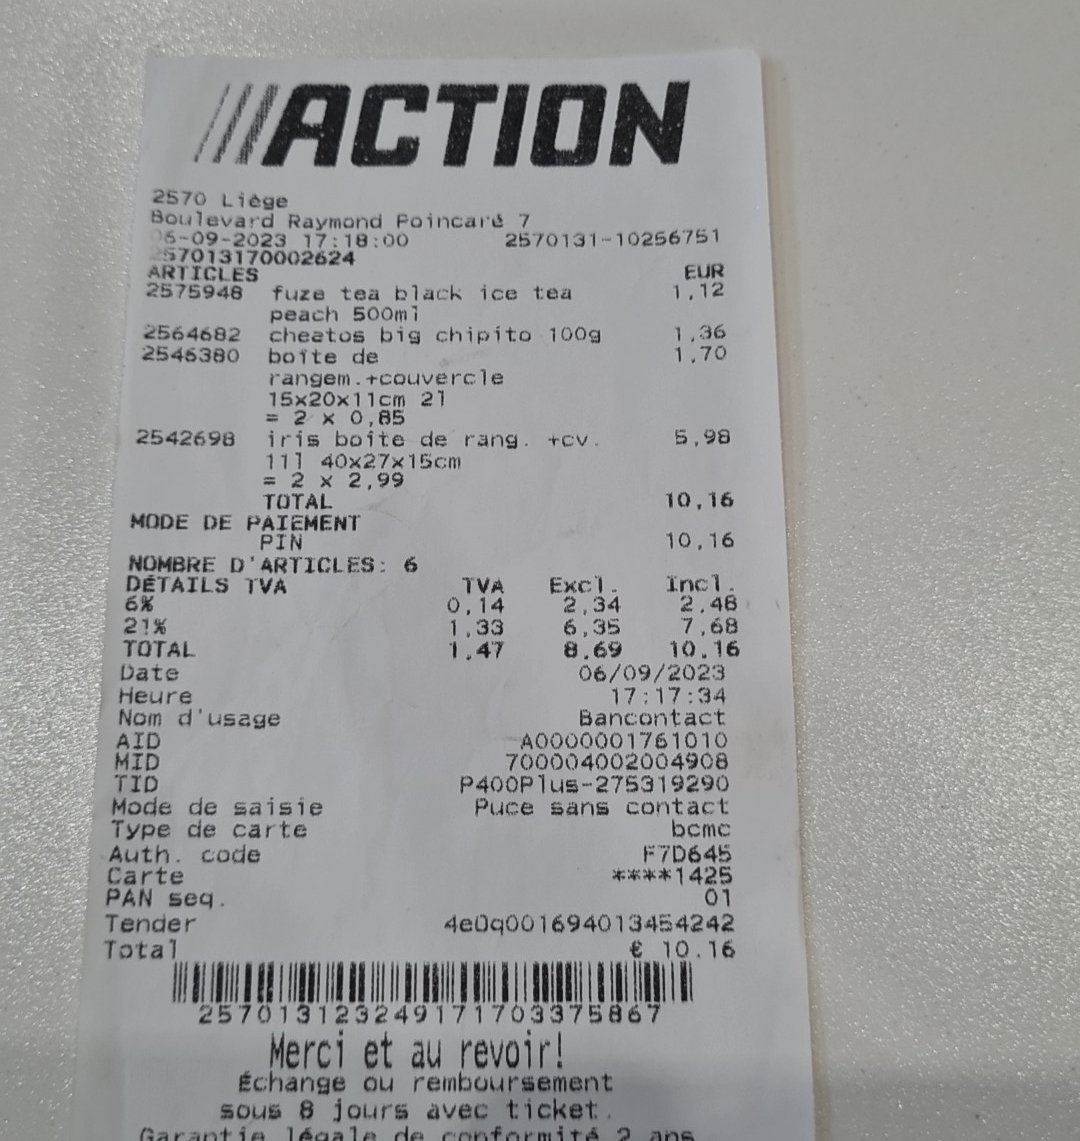 ACTION
2570 Liège
Boulevard Raymond Poincaré 7
06-09-2023 17:18:00 2570131-10256751
257013170002624
ARTICLES EUR
2575948 fuze tea black ice tea 1,12
peach 500ml
2564682 cheetos big chipito 100g 1,36
2546380 boîte de 1,70
rangem.+couvercle
15x20x11cm 2l
= 2 x 0,85
2542698 iris boîte de rang. +cv. 5,98
11l 40x27x15cm
= 2 x 2,99
TOTAL 10,16
MODE DE PAIEMENT
PIN 10,16
NOMBRE D'ARTICLES: 6
DÉTAILS TVA TVA Excl. Incl.
6% 0,14 2,34 2,48
21% 1,33 6,35 7,68
TOTAL 1,47 8,69 10,16
Date 06/09/2023
Heure 17:17:34
Nom d'usage Bancontact
AID A0000001761010
MID 700004002004908
TID P400Plus-275319290
Mode de saisie Puce sans contact
Type de carte bcmc
Auth. code F7D645
Carte ****1425
PAN seq. 01
Tender 4e0q001694013454242
Total € 10.16
257013123249171703375867
Merci et au revoir!
Échange ou remboursement
sous 8 jours avec ticket.
Garantie légale de conformité 2 ans